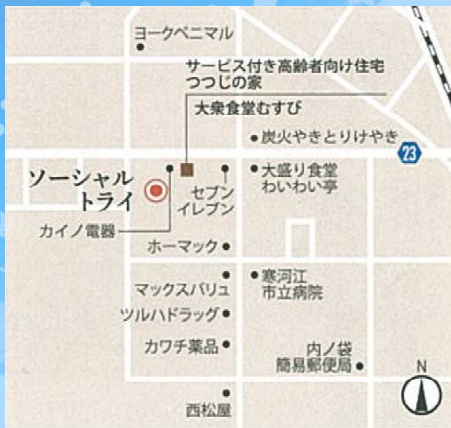 ヨークベニマル
サービス付き高齢者向け住宅
つつじの家
大衆食堂むすび
炭火やきとりけやき
23
ソーシャル
トライ
セブン
イレブン
大盛り食堂
わいわい亭
カイノ電器
ホーマック
マックスバリュ
寒河江
市立病院
ツルハドラッグ
カワチ薬品
内ノ袋
簡易郵便局
N
西松屋